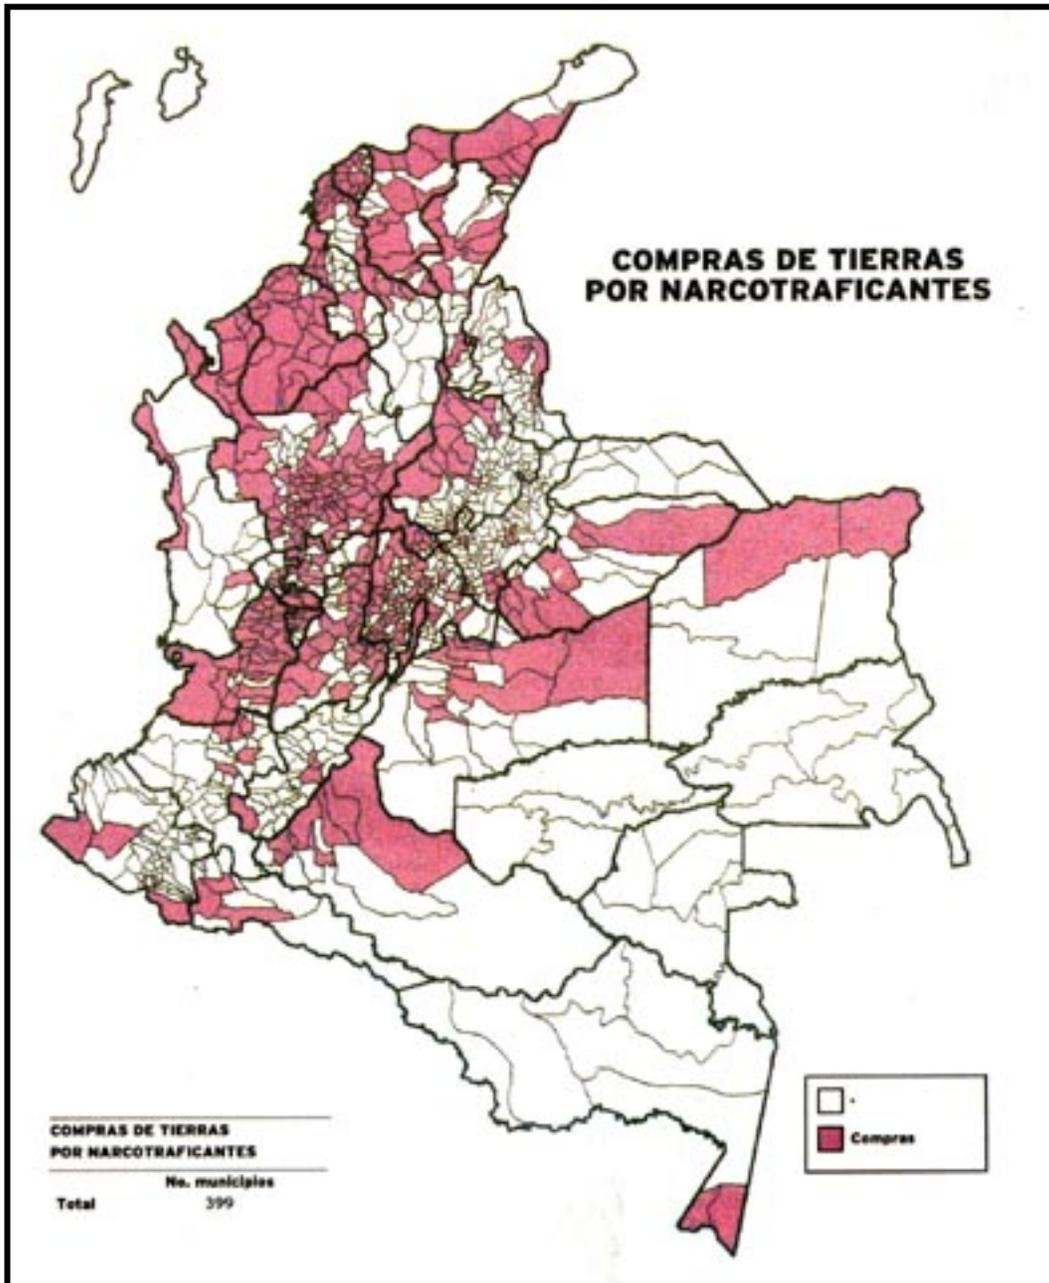 COMPRAS DE TIERRAS
POR NARCOTRAFICANTES
Compras
COMPRAS DE TIERRAS
POR NARCOTRAFICANTES
No. municipios
Total 399